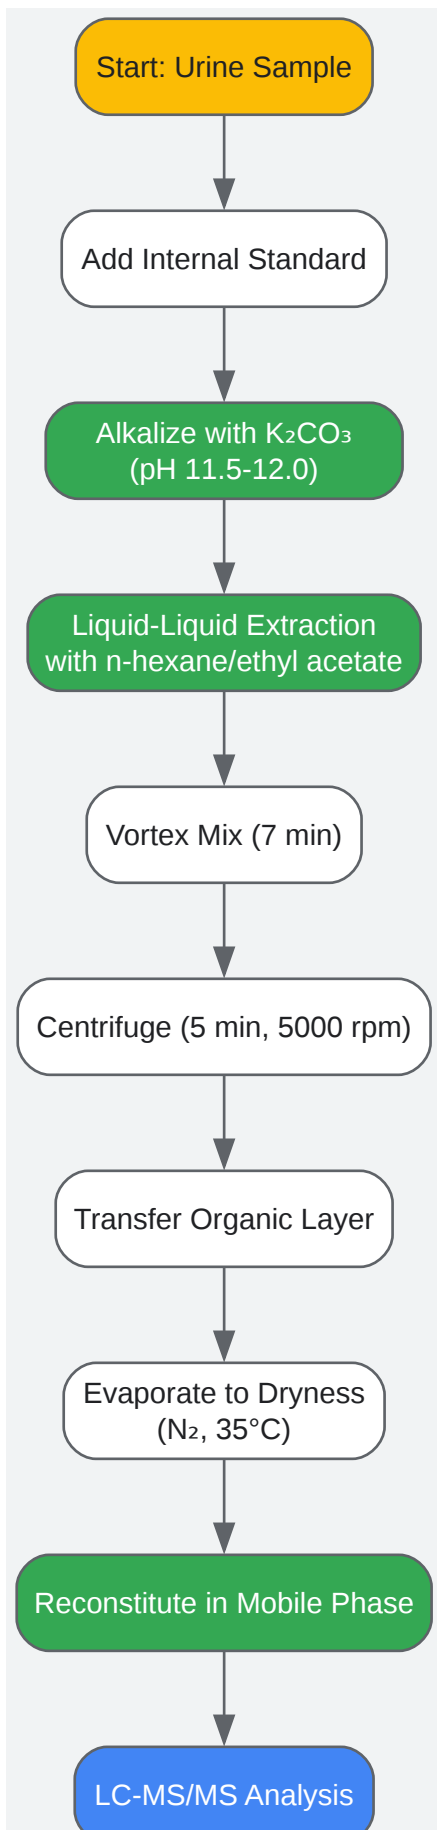 Start: Urine Sample
Add Internal Standard
Alkalize with K₂CO₃
(pH 11.5-12.0)
Liquid-Liquid Extraction
with n-hexane/ethyl acetate
Vortex Mix (7 min)
Centrifuge (5 min, 5000 rpm)
Transfer Organic Layer
Evaporate to Dryness
(N₂, 35°C)
Reconstitute in Mobile Phase
LC-MS/MS Analysis